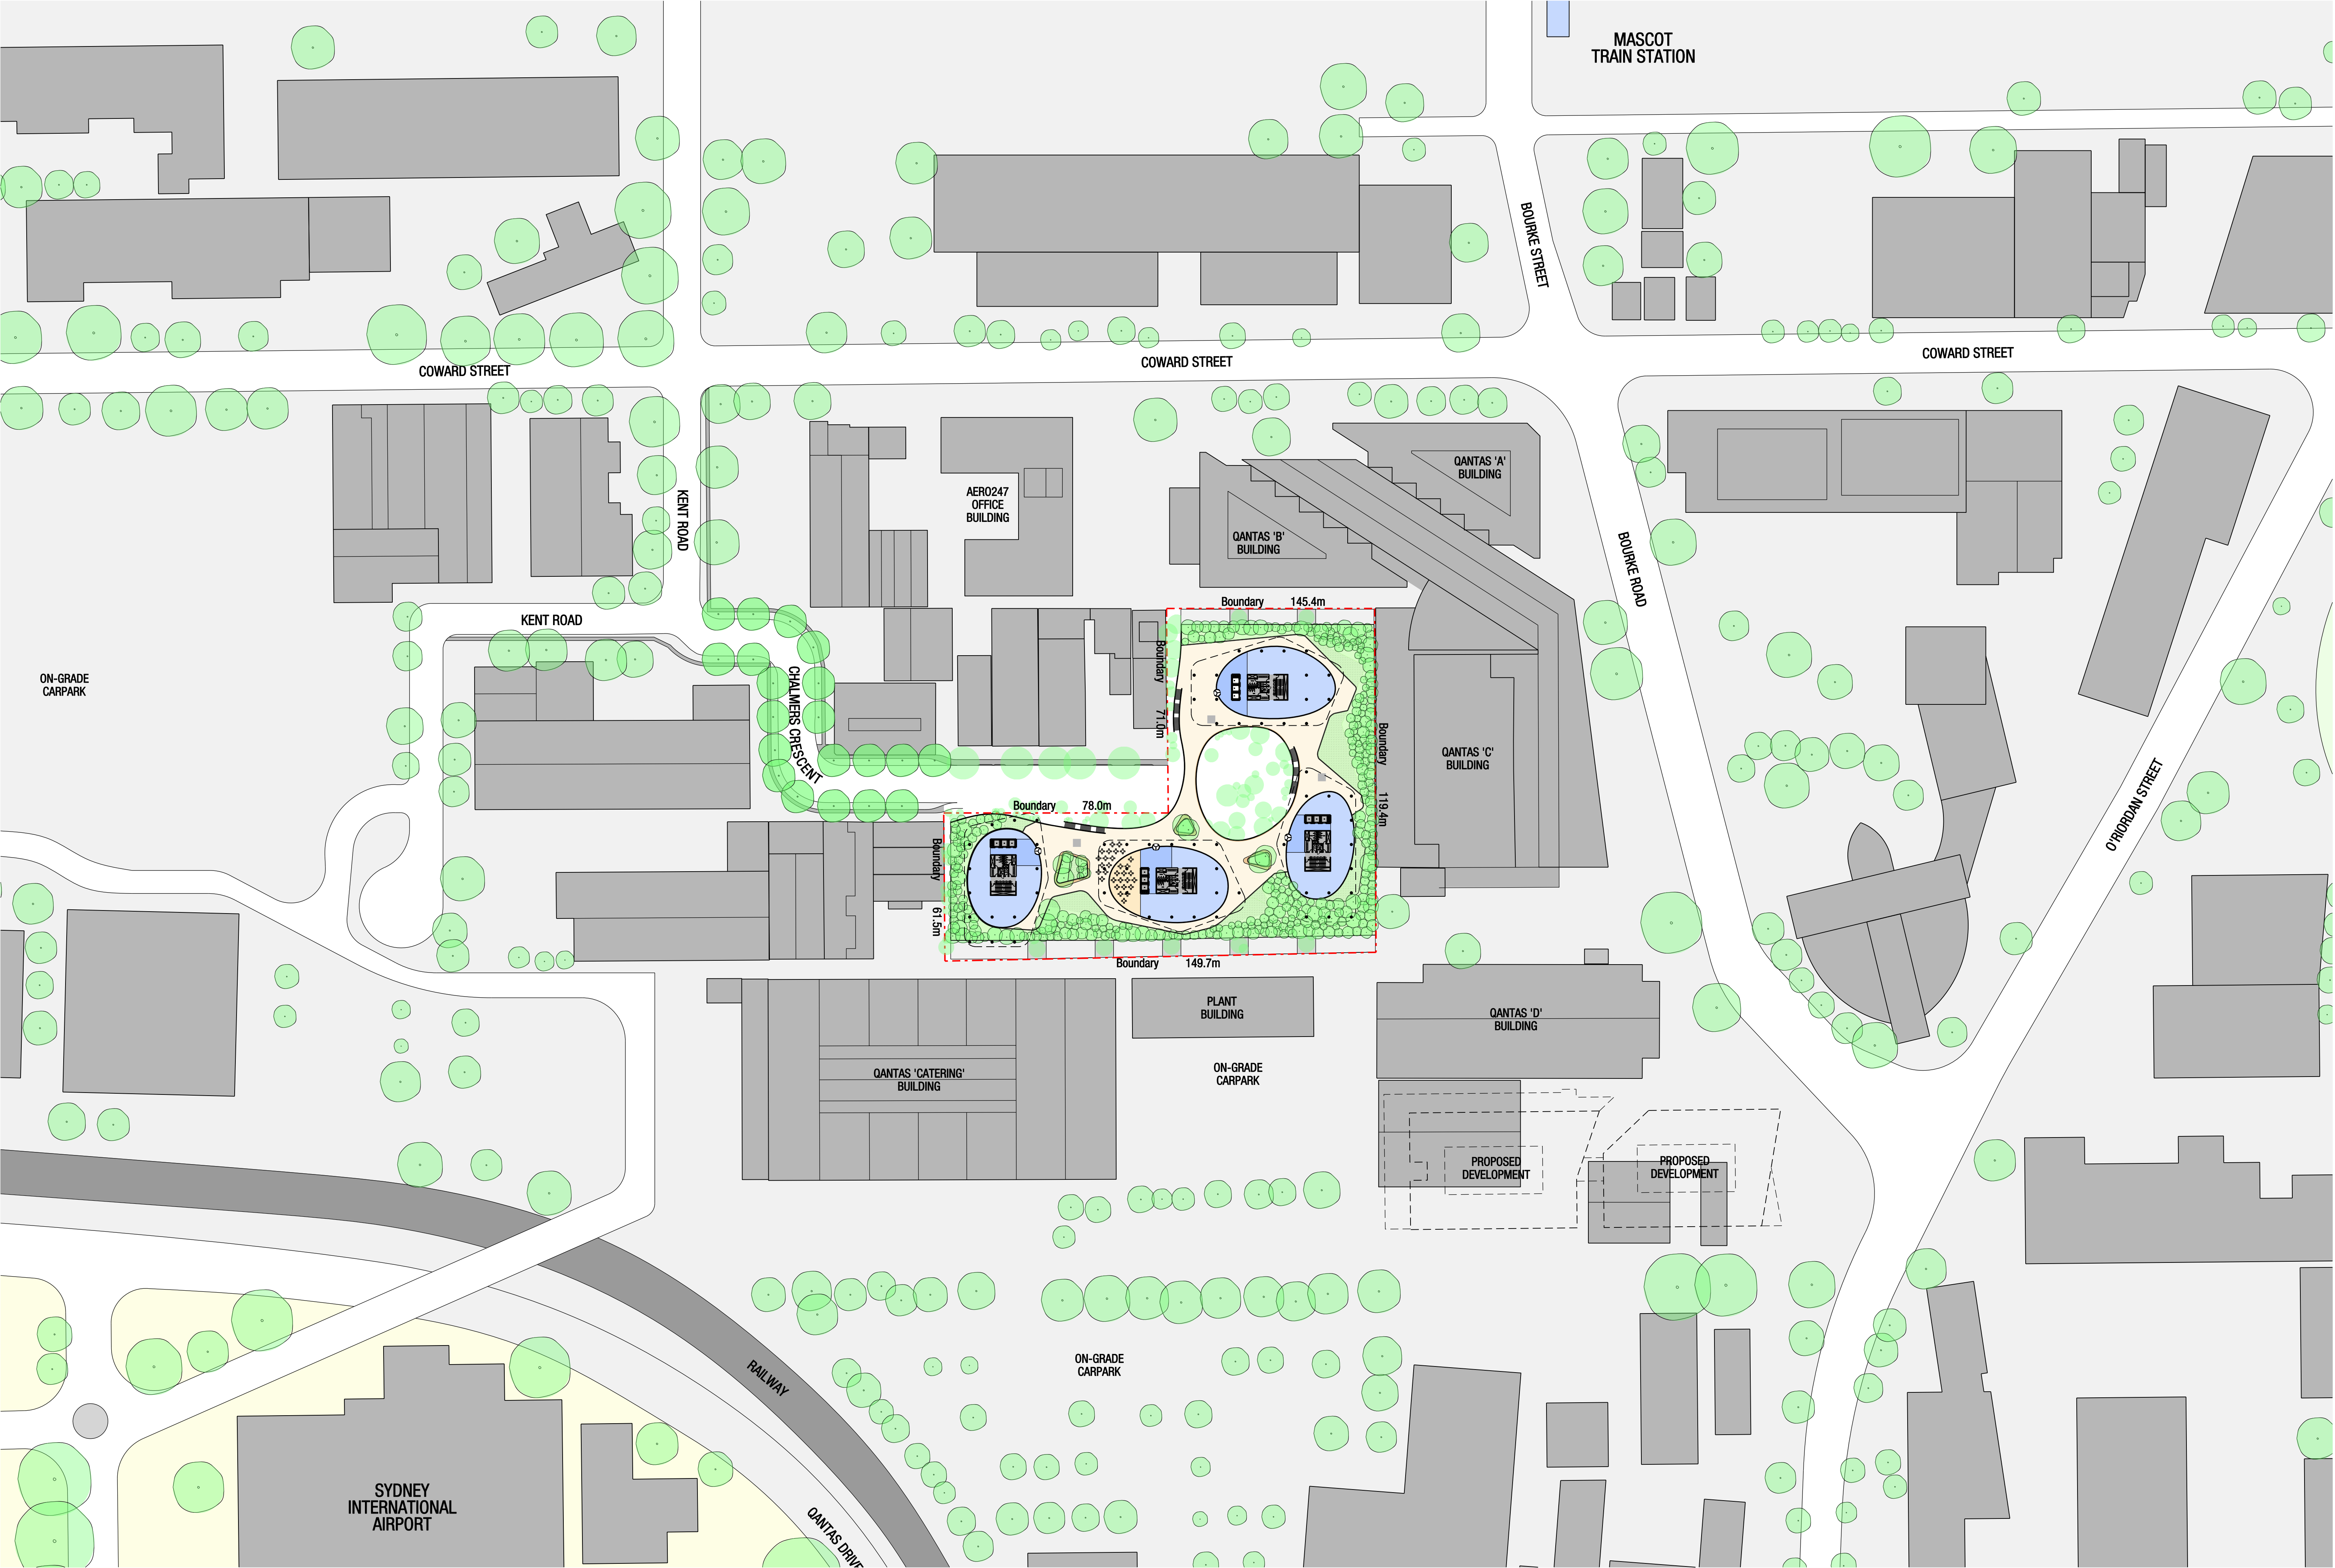 MASCOT
TRAIN STATION
BOURKE STREET
COWARD STREET
COWARD STREET
COWARD STREET
KENT ROAD
AERO247
OFFICE
BUILDING
QANTAS 'A'
BUILDING
QANTAS 'B'
BUILDING
BOURKE ROAD
KENT ROAD
Boundary 145.4m
ON-GRADE
CARPARK
CHALMERS CRESCENT
Boundary 71.0m
Boundary 119.4m
QANTAS 'C'
BUILDING
O'RIORDAN STREET
Boundary 78.0m
Boundary 61.5m
Boundary 149.7m
PLANT
BUILDING
QANTAS 'D'
BUILDING
QANTAS 'CATERING'
BUILDING
ON-GRADE
CARPARK
PROPOSED
DEVELOPMENT
PROPOSED
DEVELOPMENT
RAILWAY
ON-GRADE
CARPARK
SYDNEY
INTERNATIONAL
AIRPORT
QANTAS DRIVE